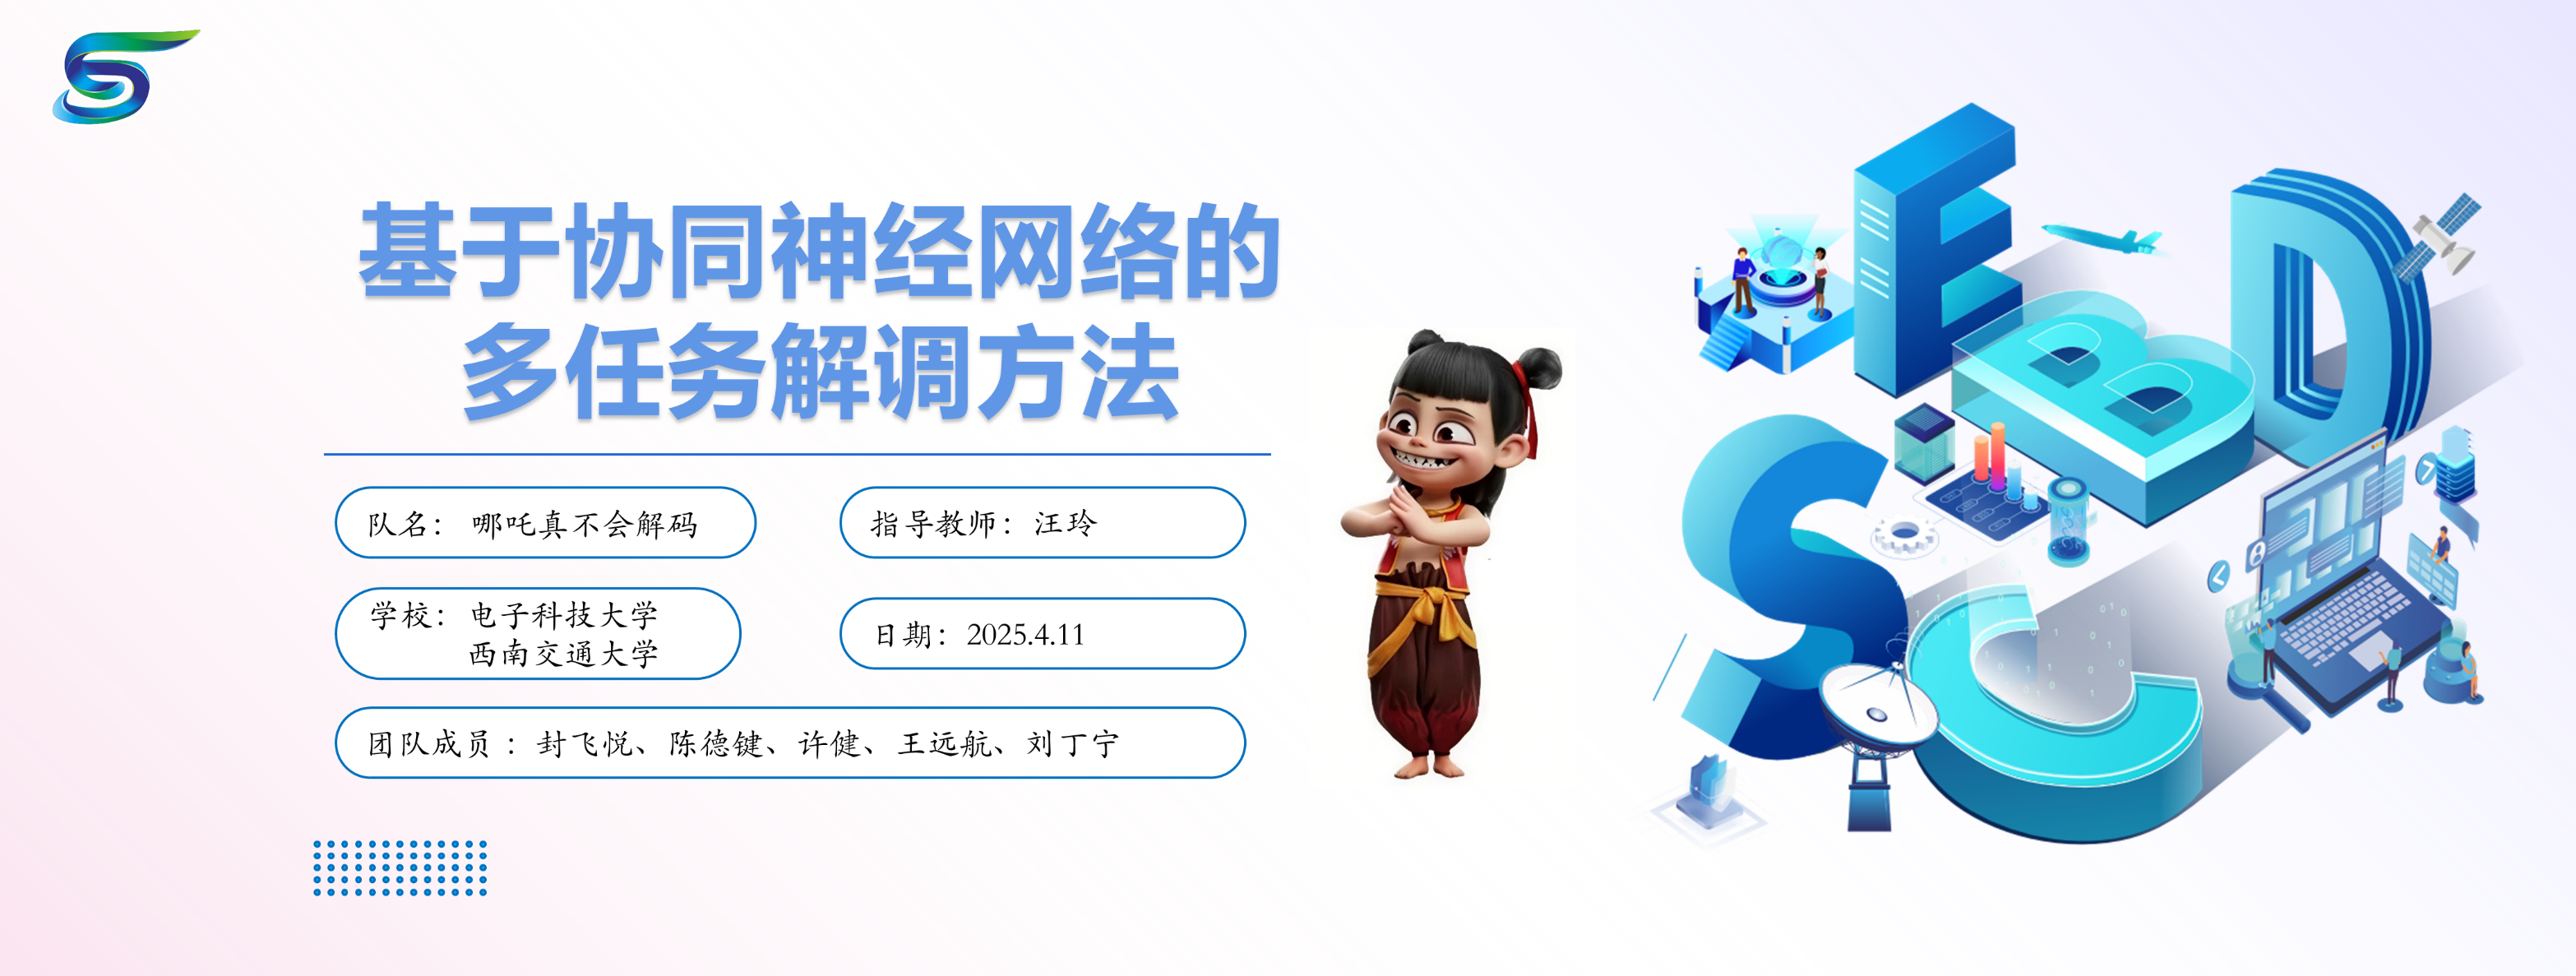 基于协同神经网络的
多任务解调方法
队名： 哪吒真不会解码
指导教师：汪玲
学校：电子科技大学
西南交通大学
日期：2025.4.11
团队成员：封飞悦、陈德键、许健、王远航、刘丁宁
E
B
D
S
C